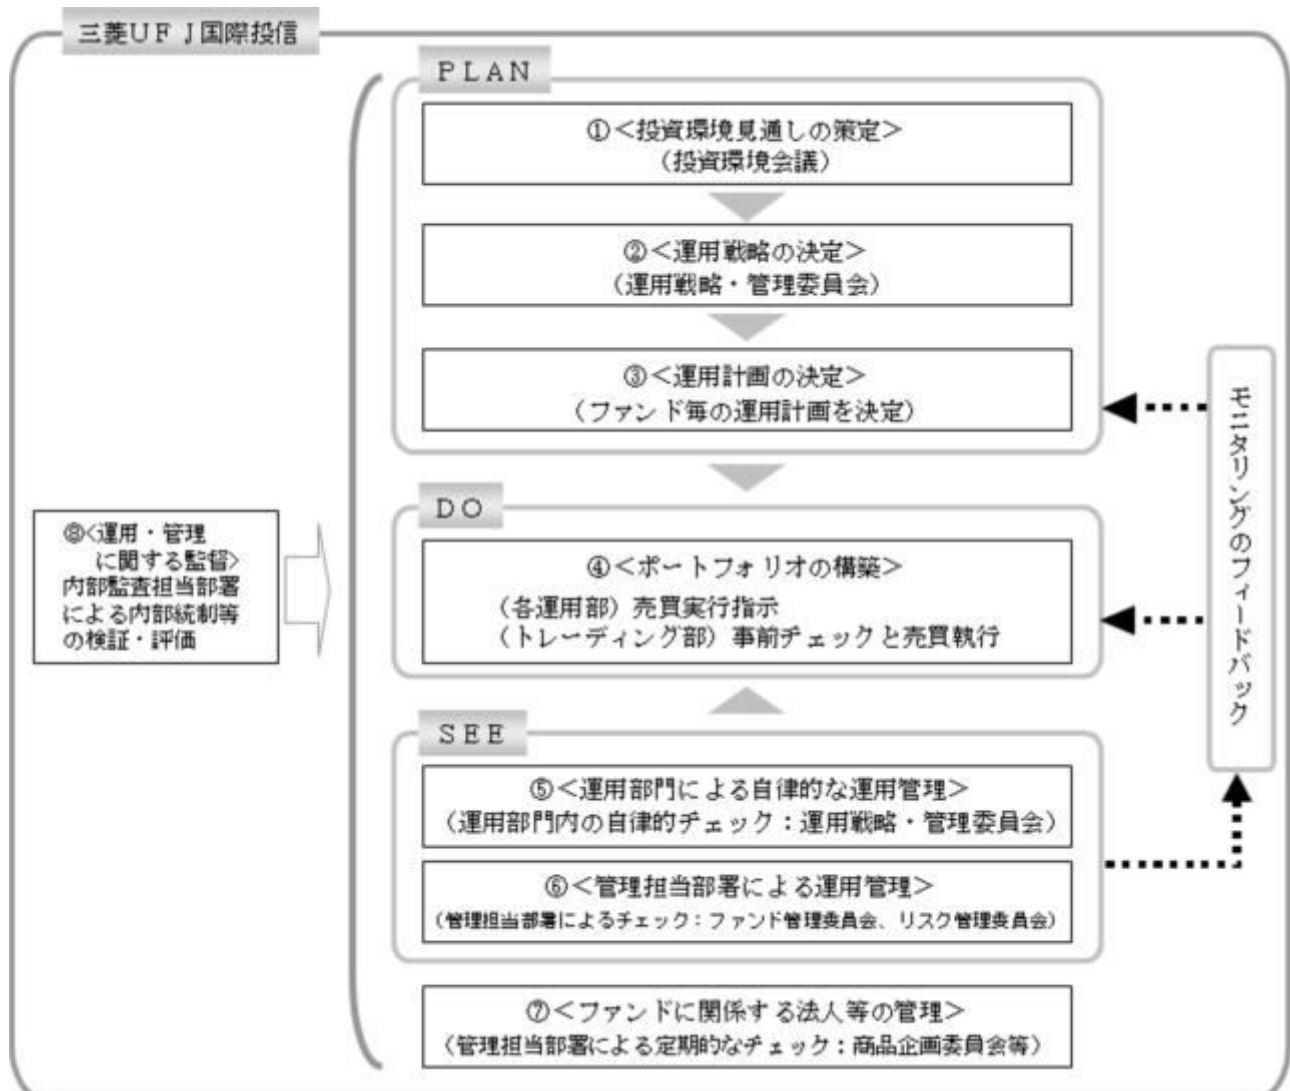 三菱UFJ国際投信
PLAN
①<投資環境見通しの策定>
(投資環境会議)
②<運用戦略の決定>
(運用戦略・管理委員会)
③<運用計画の決定>
(ファンド毎の運用計画を決定)
DO
④<ポートフォリオの構築>
(各運用部)売買実行指示
(トレーディング部)事前チェックと売買執行
SEE
⑤<運用部門による自律的な運用管理>
(運用部門内の自律的チェック:運用戦略・管理委員会)
⑥<管理担当部署による運用管理>
(管理担当部署によるチェック:ファンド管理委員会、リスク管理委員会)
⑦<ファンドに関係する法人等の管理>
(管理担当部署による定期的なチェック:商品企画委員会等)
⑧<運用・管理
に関する監督>
内部監査担当部署
による内部統制等
の検証・評価
モニタリングのフィードバック